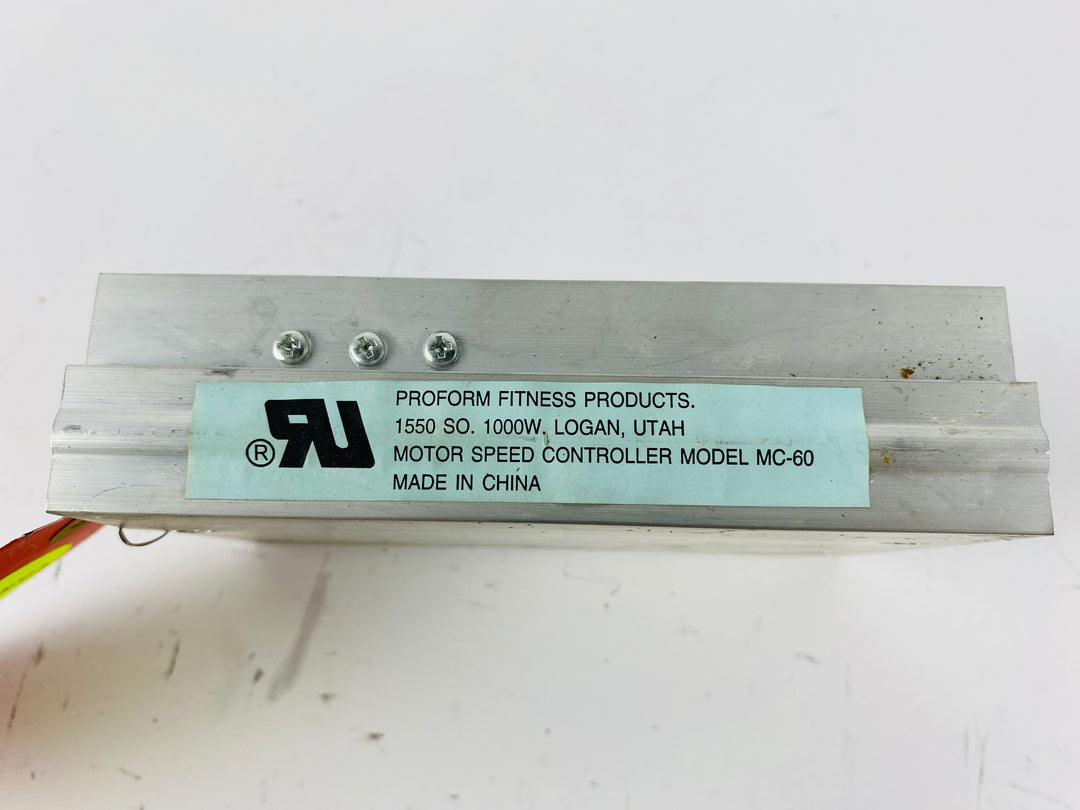 PROFORM FITNESS PRODUCTS.
1550 SO. 1000W. LOGAN, UTAH
® MOTOR SPEED CONTROLLER MODEL MC-60
MADE IN CHINA